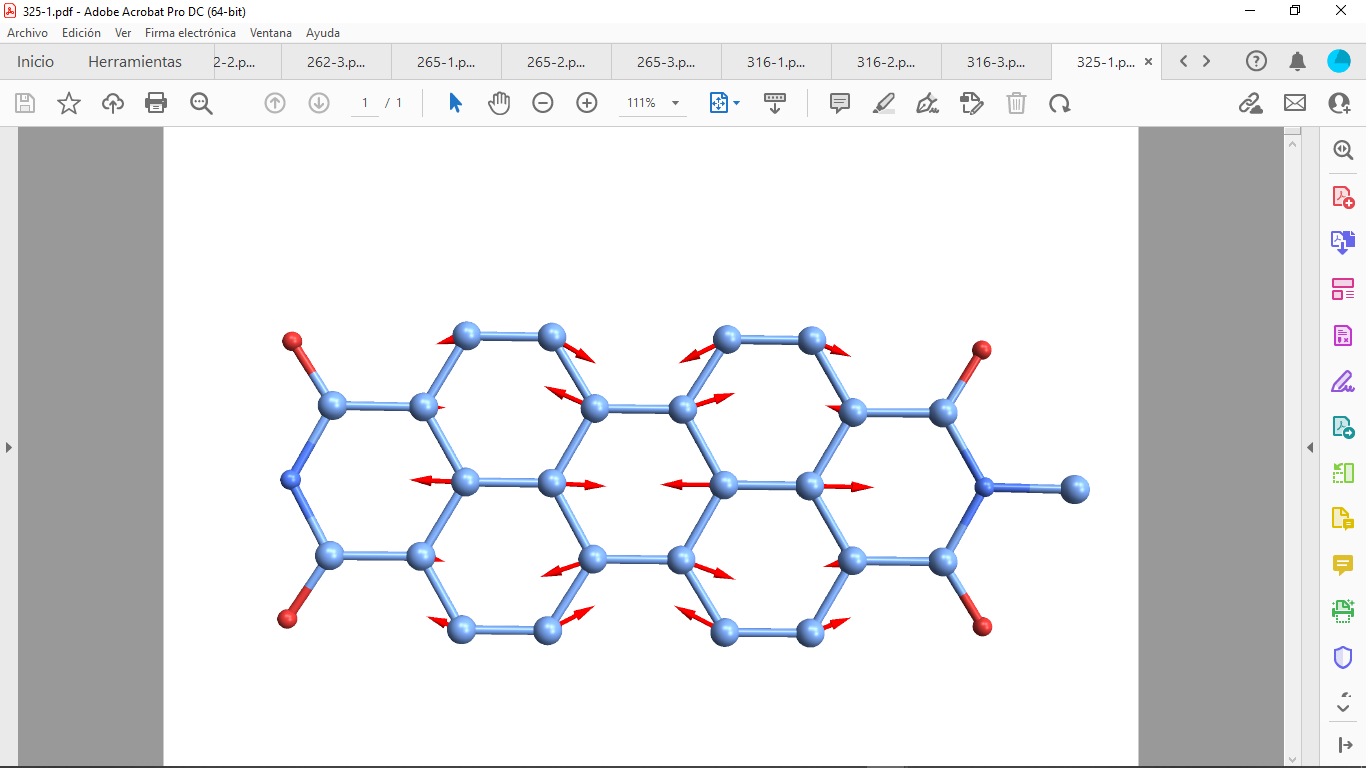 325-1.pdf - Adobe Acrobat Pro DC (64-bit)
Archivo Edición Ver Firma electrónica Ventana Ayuda
Inicio Herramientas 2-2.p... 262-3.p... 265-1.p... 265-2.p... 265-3.p... 316-1.p... 316-2.p... 316-3.p... 325-1.p...
1 / 1 111%